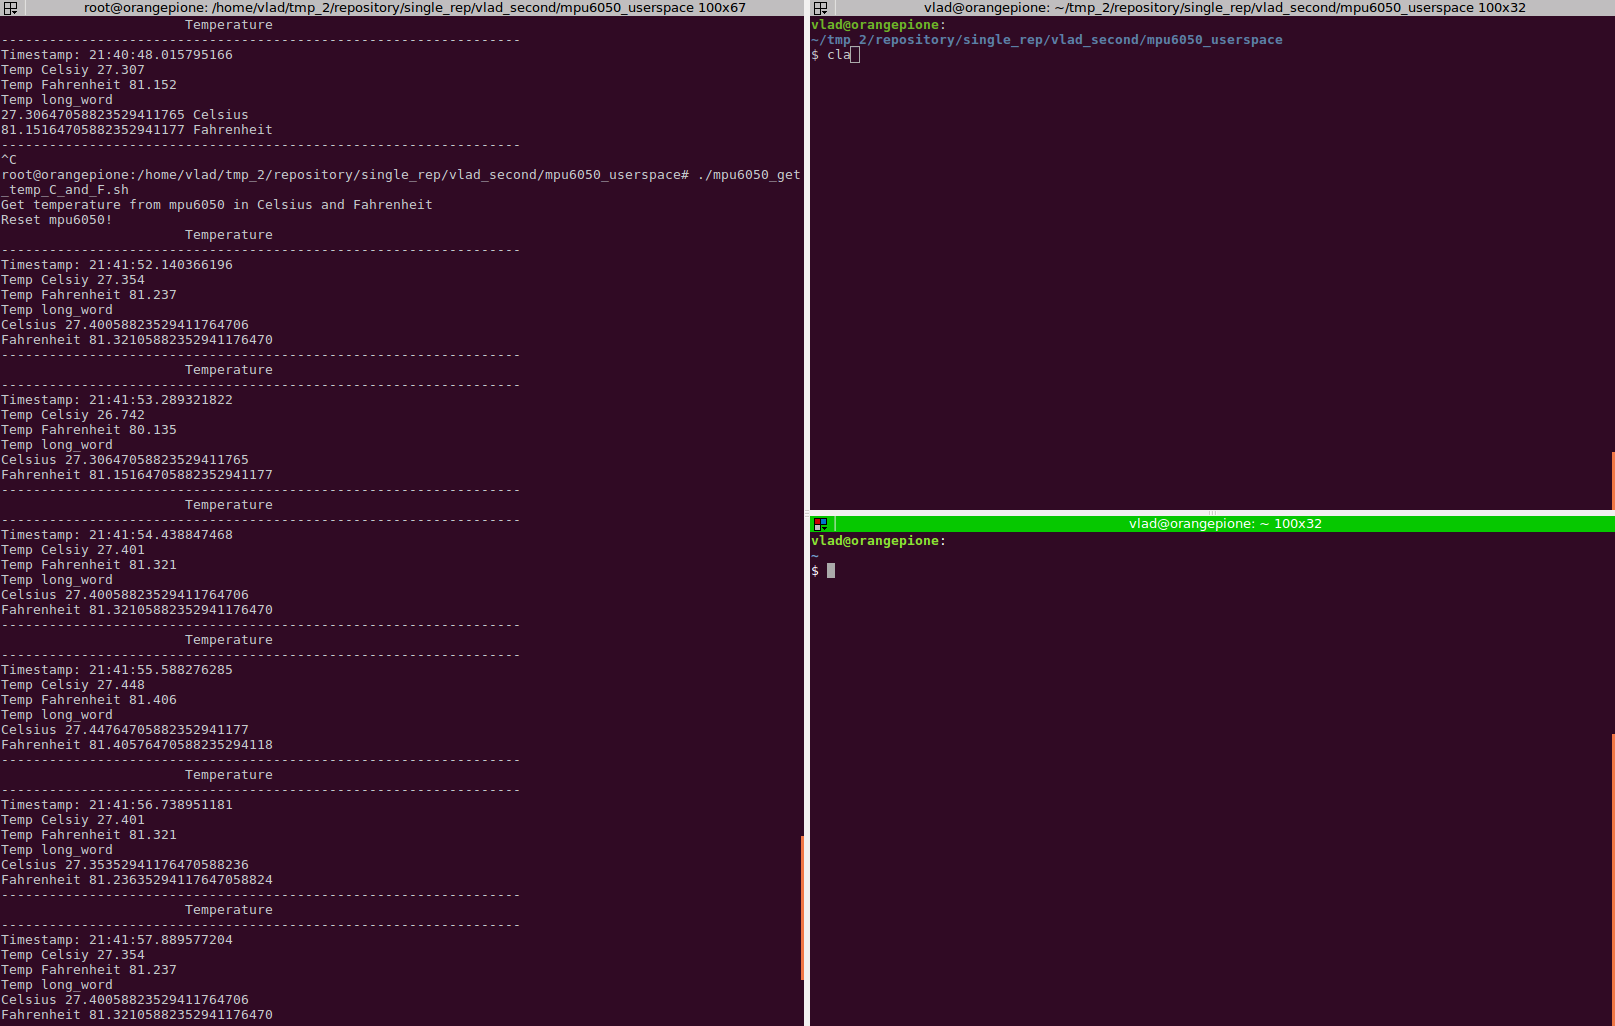 root@orangepione: /home/vlad/tmp_2/repository/single_rep/vlad_second/mpu6050_userspace 100x67
Temperature
-----------------------------------------------------------------
Timestamp: 21:40:48.015795166
Temp Celsiy 27.307
Temp Fahrenheit 81.152
Temp long_word
27.30647058823529411765 Celsius
81.15164705882352941177 Fahrenheit
-----------------------------------------------------------------
^C
root@orangepione:/home/vlad/tmp_2/repository/single_rep/vlad_second/mpu6050_userspace# ./mpu6050_get
_temp_C_and_F.sh
Get temperature from mpu6050 in Celsius and Fahrenheit
Reset mpu6050!
Temperature
-----------------------------------------------------------------
Timestamp: 21:41:52.140366196
Temp Celsiy 27.354
Temp Fahrenheit 81.237
Temp long_word
Celsius 27.40058823529411764706
Fahrenheit 81.32105882352941176470
-----------------------------------------------------------------
Temperature
-----------------------------------------------------------------
Timestamp: 21:41:53.289321822
Temp Celsiy 26.742
Temp Fahrenheit 80.135
Temp long_word
Celsius 27.30647058823529411765
Fahrenheit 81.15164705882352941177
-----------------------------------------------------------------
Temperature
-----------------------------------------------------------------
Timestamp: 21:41:54.438847468
Temp Celsiy 27.401
Temp Fahrenheit 81.321
Temp long_word
Celsius 27.40058823529411764706
Fahrenheit 81.32105882352941176470
-----------------------------------------------------------------
Temperature
-----------------------------------------------------------------
Timestamp: 21:41:55.588276285
Temp Celsiy 27.448
Temp Fahrenheit 81.406
Temp long_word
Celsius 27.44764705882352941177
Fahrenheit 81.40576470588235294118
-----------------------------------------------------------------
Temperature
-----------------------------------------------------------------
Timestamp: 21:41:56.738951181
Temp Celsiy 27.401
Temp Fahrenheit 81.321
Temp long_word
Celsius 27.35352941176470588236
Fahrenheit 81.23635294117647058824
-----------------------------------------------------------------
Temperature
-----------------------------------------------------------------
Timestamp: 21:41:57.889577204
Temp Celsiy 27.354
Temp Fahrenheit 81.237
Temp long_word
Celsius 27.40058823529411764706
Fahrenheit 81.32105882352941176470
vlad@orangepione: ~/tmp_2/repository/single_rep/vlad_second/mpu6050_userspace 100x32
vlad@orangepione:
~/tmp_2/repository/single_rep/vlad_second/mpu6050_userspace
$ cla
vlad@orangepione: ~ 100x32
vlad@orangepione:
~
$